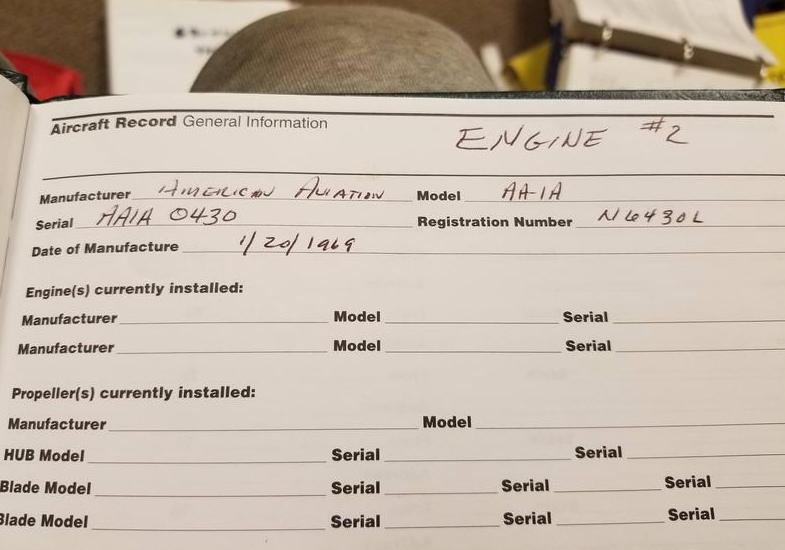 Aircraft Record General Information
ENGINE #2
Manufacturer AMERICAN AVIATION Model AA1A
Serial AA1A 0430 Registration Number N6430L
Date of Manufacture 1/20/1969
Engine(s) currently installed:
Manufacturer Model Serial
Manufacturer Model Serial
Propeller(s) currently installed:
Manufacturer Model
HUB Model Serial Serial
Blade Model Serial Serial Serial
Blade Model Serial Serial Serial